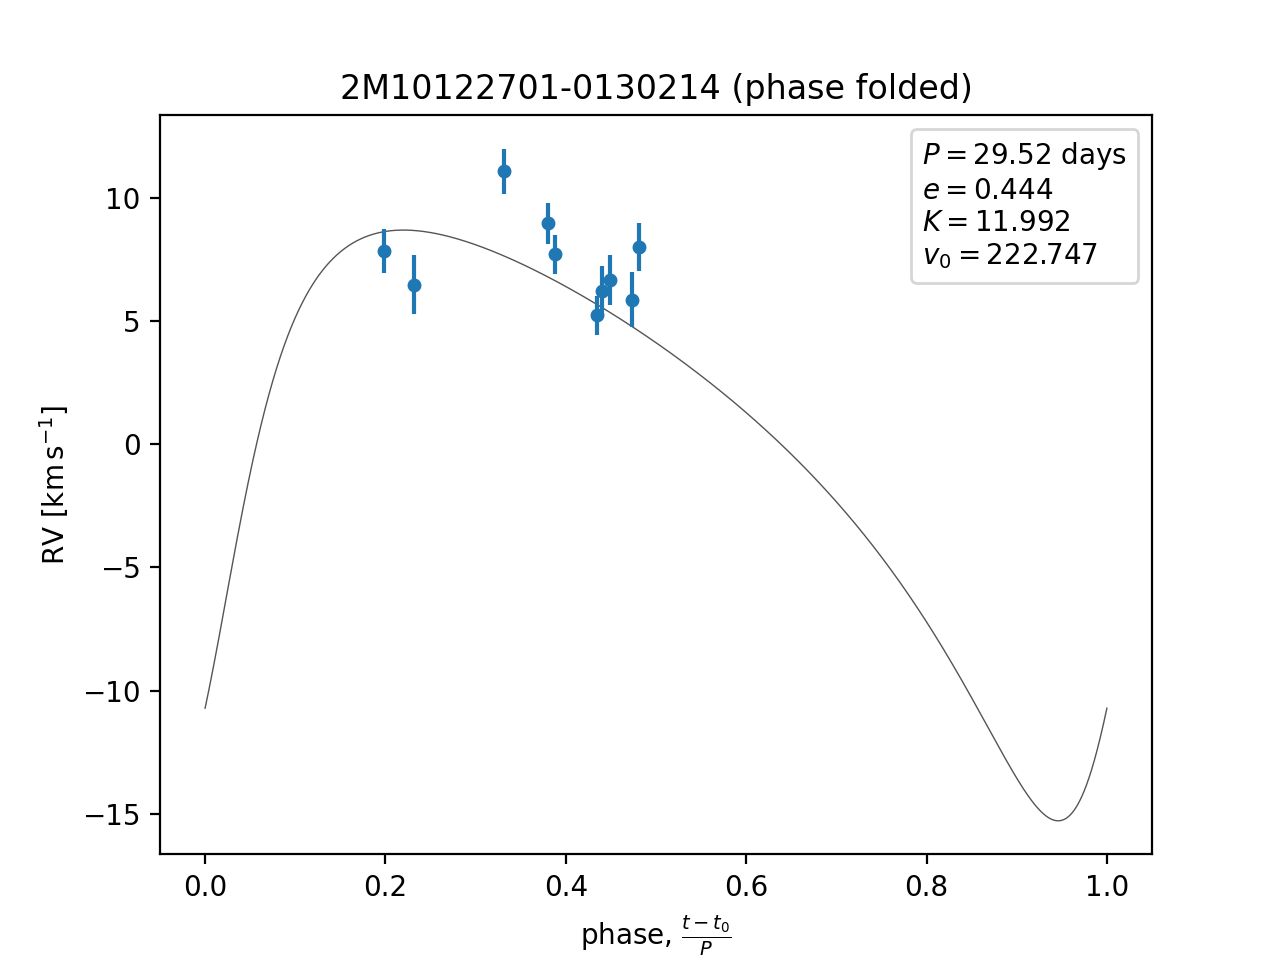 2M10122701-0130214 (phase folded)
P = 29.52 days
e = 0.444
K = 11.992
v₀ = 222.747
RV [km s⁻¹]
10
5
0
−5
−10
−15
0.0 0.2 0.4 0.6 0.8 1.0
phase, (t − t₀)/P